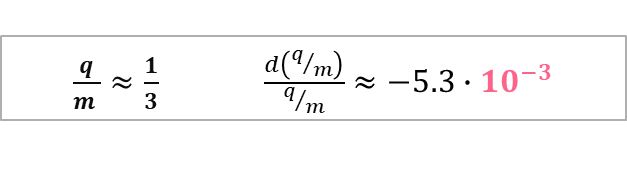 q/m ≈ 1/3
d(q/m)/q/m ≈ −5.3 · 10⁻³